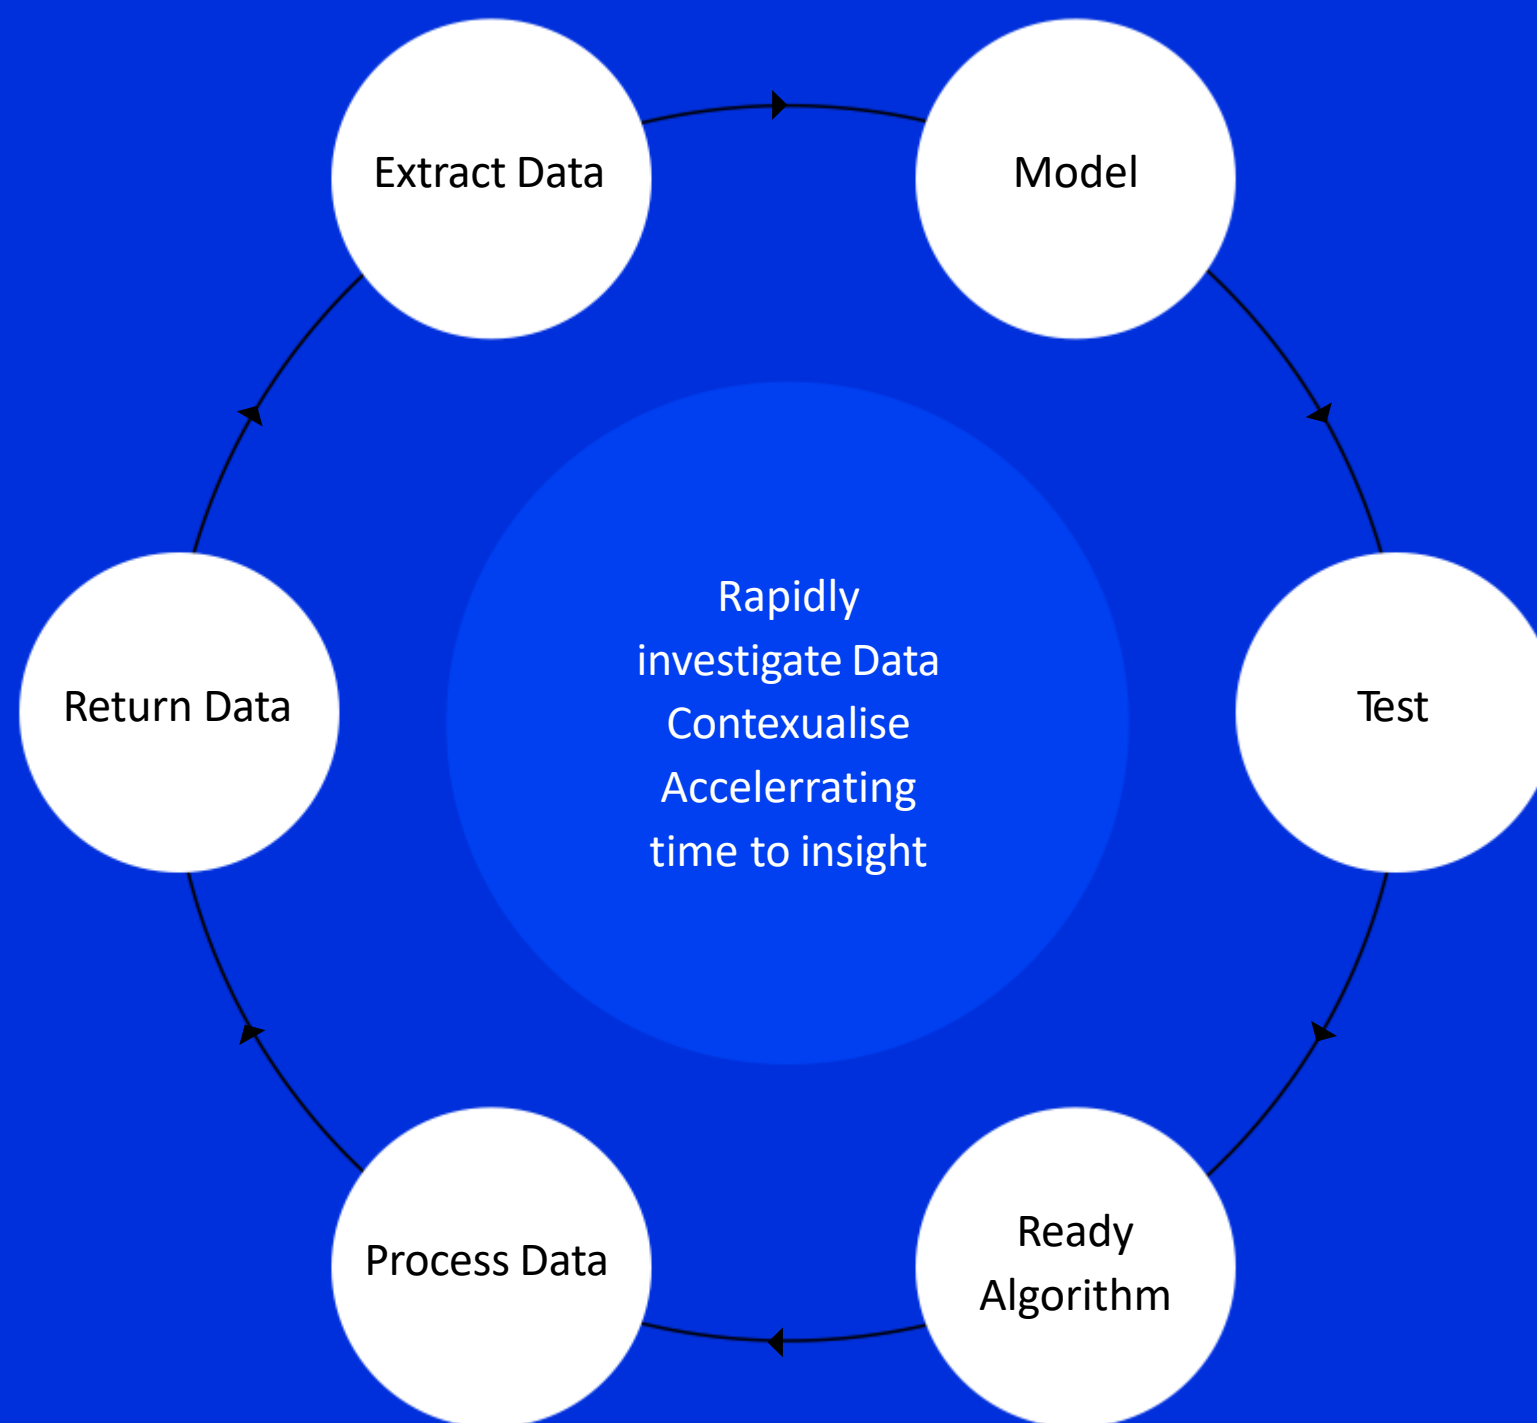 Extract Data
Model
Return Data
Rapidly
investigate Data
Contexualise
Accelerrating
time to insight
Test
Process Data
Ready
Algorithm